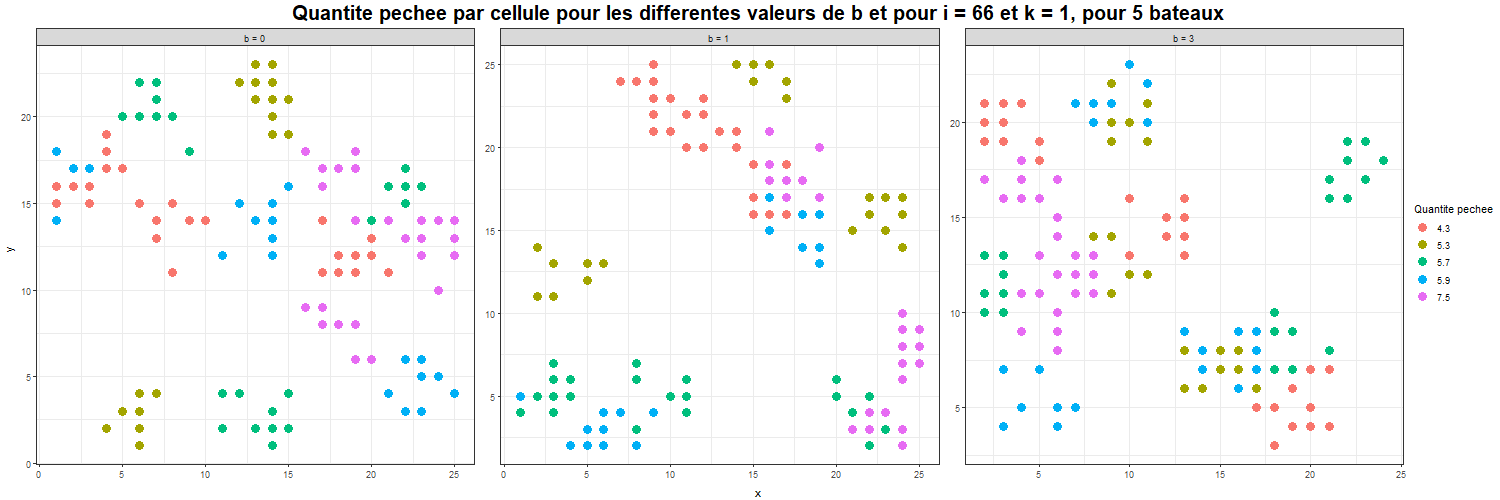 Quantite pechee par cellule pour les differentes valeurs de b et pour i = 66 et k = 1, pour 5 bateaux
b = 0
b = 1
b = 3
y
20
15
10
5
0
0 5 10 15 20 25
25
20
15
10
5
0 5 10 15 20 25
20
15
10
5
5 10 15 20 25
x
Quantite pechee
4.3
5.3
5.7
5.9
7.5